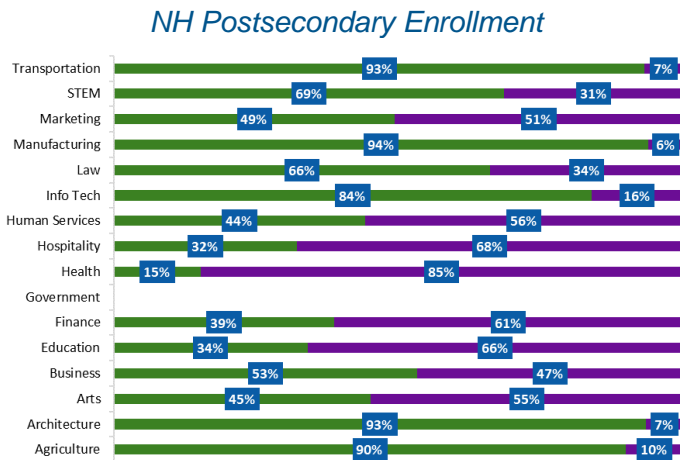 NH Postsecondary Enrollment
Transportation 93% 7%
STEM 69% 31%
Marketing 49% 51%
Manufacturing 94% 6%
Law 66% 34%
Info Tech 84% 16%
Human Services 44% 56%
Hospitality 32% 68%
Health 15% 85%
Government
Finance 39% 61%
Education 34% 66%
Business 53% 47%
Arts 45% 55%
Architecture 93% 7%
Agriculture 90% 10%